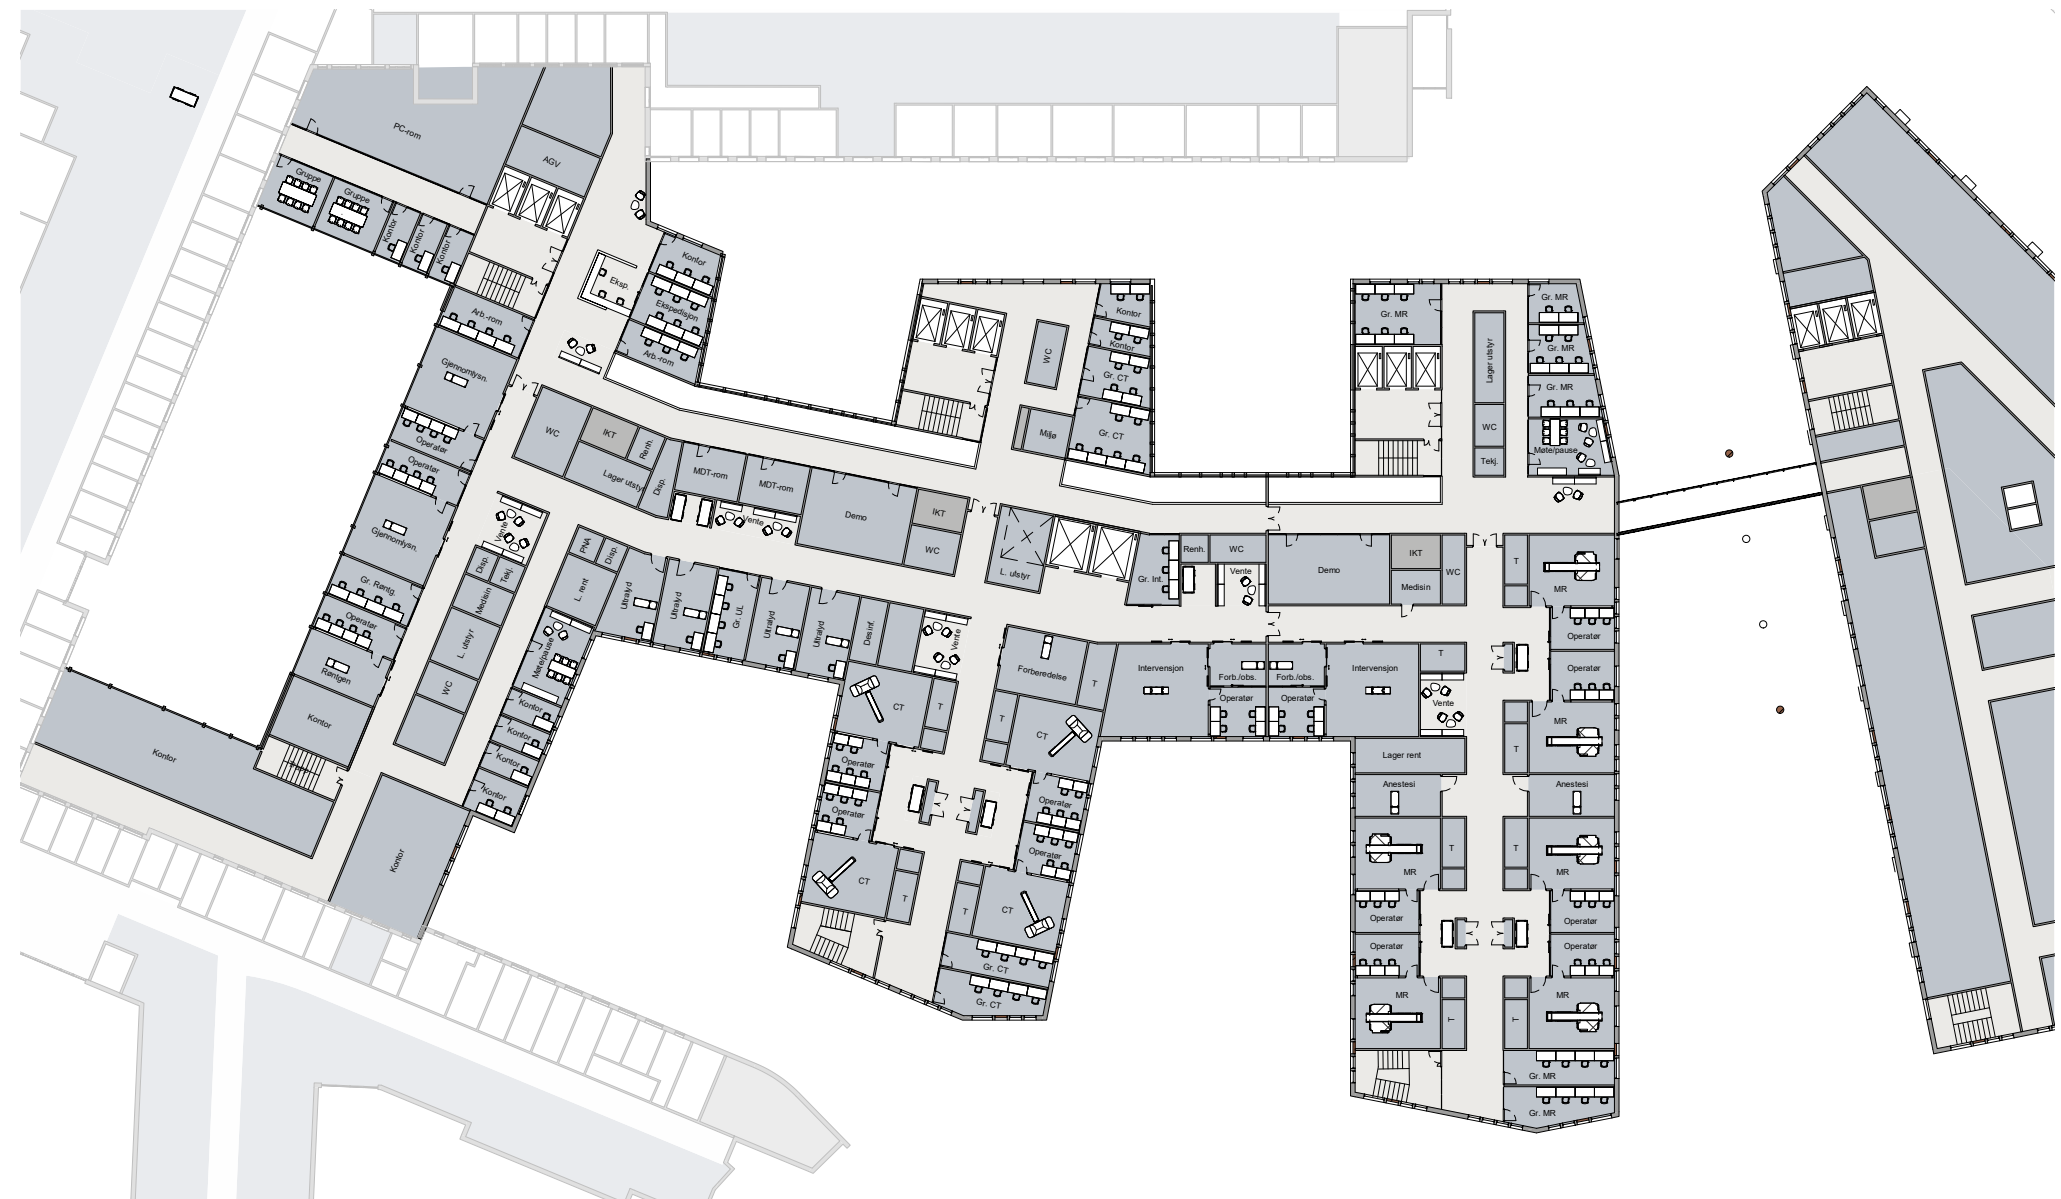 PC-rom
AGV
Gruppe
Gruppe
Kontor
Kontor
Kontor
Kontor
Eksp.
Ekspedisjon
Arb.-rom
Arb.-rom
Gjennomlysn.
Operatør
Operatør
Gjennomlysn.
Gr. Røntg.
Operatør
Røntgen
Kontor
Kontor
Kontor
WC
IKT
Renh.
Lager utstyr
Disp.
MDT-rom
MDT-rom
Vente
Vente
Demo
IKT
WC
PNA
Disp.
L. rent
Disp.
Tekj.
Medisin
L. utstyr
WC
Møte/pause
Kontor
Kontor
Kontor
Kontor
Ultralyd
Ultralyd
Gr. UL
Ultralyd
Ultralyd
Desinf.
Vente
WC
Miljø
Kontor
Kontor
Gr. CT
Gr. CT
L. utstyr
Gr. Int.
Renh.
WC
Vente
Forberedelse
T
CT
T
T
CT
Operatør
Operatør
Operatør
Operatør
CT
T
T
CT
Gr. CT
Gr. CT
Intervensjon
Forb./obs.
Forb./obs.
Intervensjon
Operatør
Operatør
Demo
IKT
Medisin
WC
T
MR
Gr. MR
Lager utstyr
WC
Tekj.
Gr. MR
Gr. MR
Gr. MR
Møte/pause
T
Vente
Operatør
Operatør
MR
T
Lager rent
Anestesi
Anestesi
T
T
MR
MR
Operatør
Operatør
Operatør
Operatør
MR
MR
T
T
Gr. MR
Gr. MR